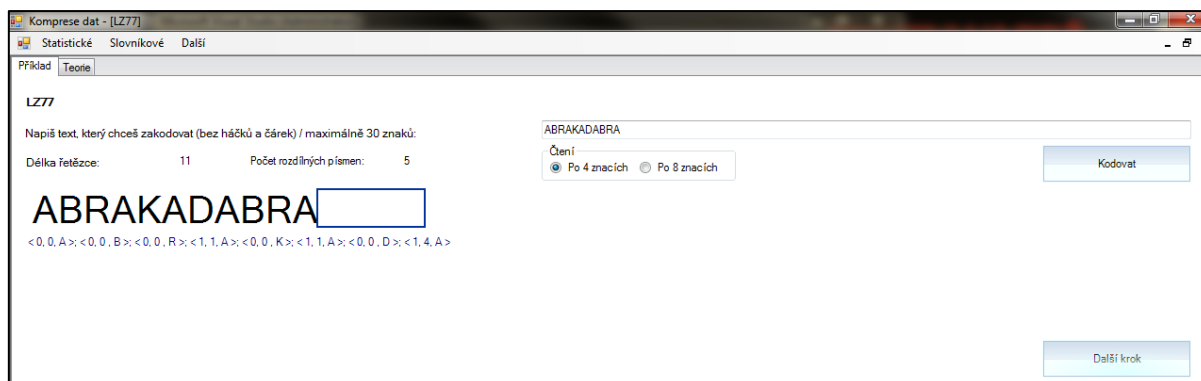 Komprese dat - [LZ77]
Statistické Slovníkové Další
Příklad Teorie
LZ77
Napiš text, který chceš zakodovat (bez háčků a čárek) / maximálně 30 znaků: ABRAKADABRA
Délka řetězce: 11 Počet rozdílných písmen: 5
Čtení
Po 4 znacích Po 8 znacích
Kodovat
ABRAKADABRA
< 0, 0, A >; < 0, 0 , B >; < 0, 0 , R >; < 1, 1, A >; < 0, 0 , K >; < 1, 1, A >; < 0, 0 , D >; < 1, 4, A >
Další krok